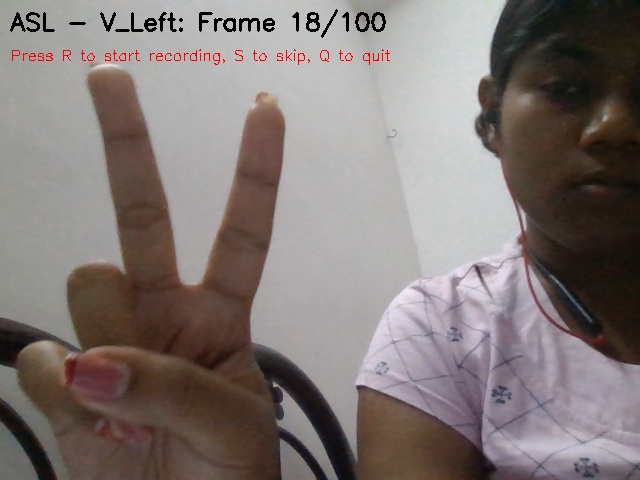 ASL - V_Left: Frame 18/100
Press R to start recording, S to skip, Q to quit